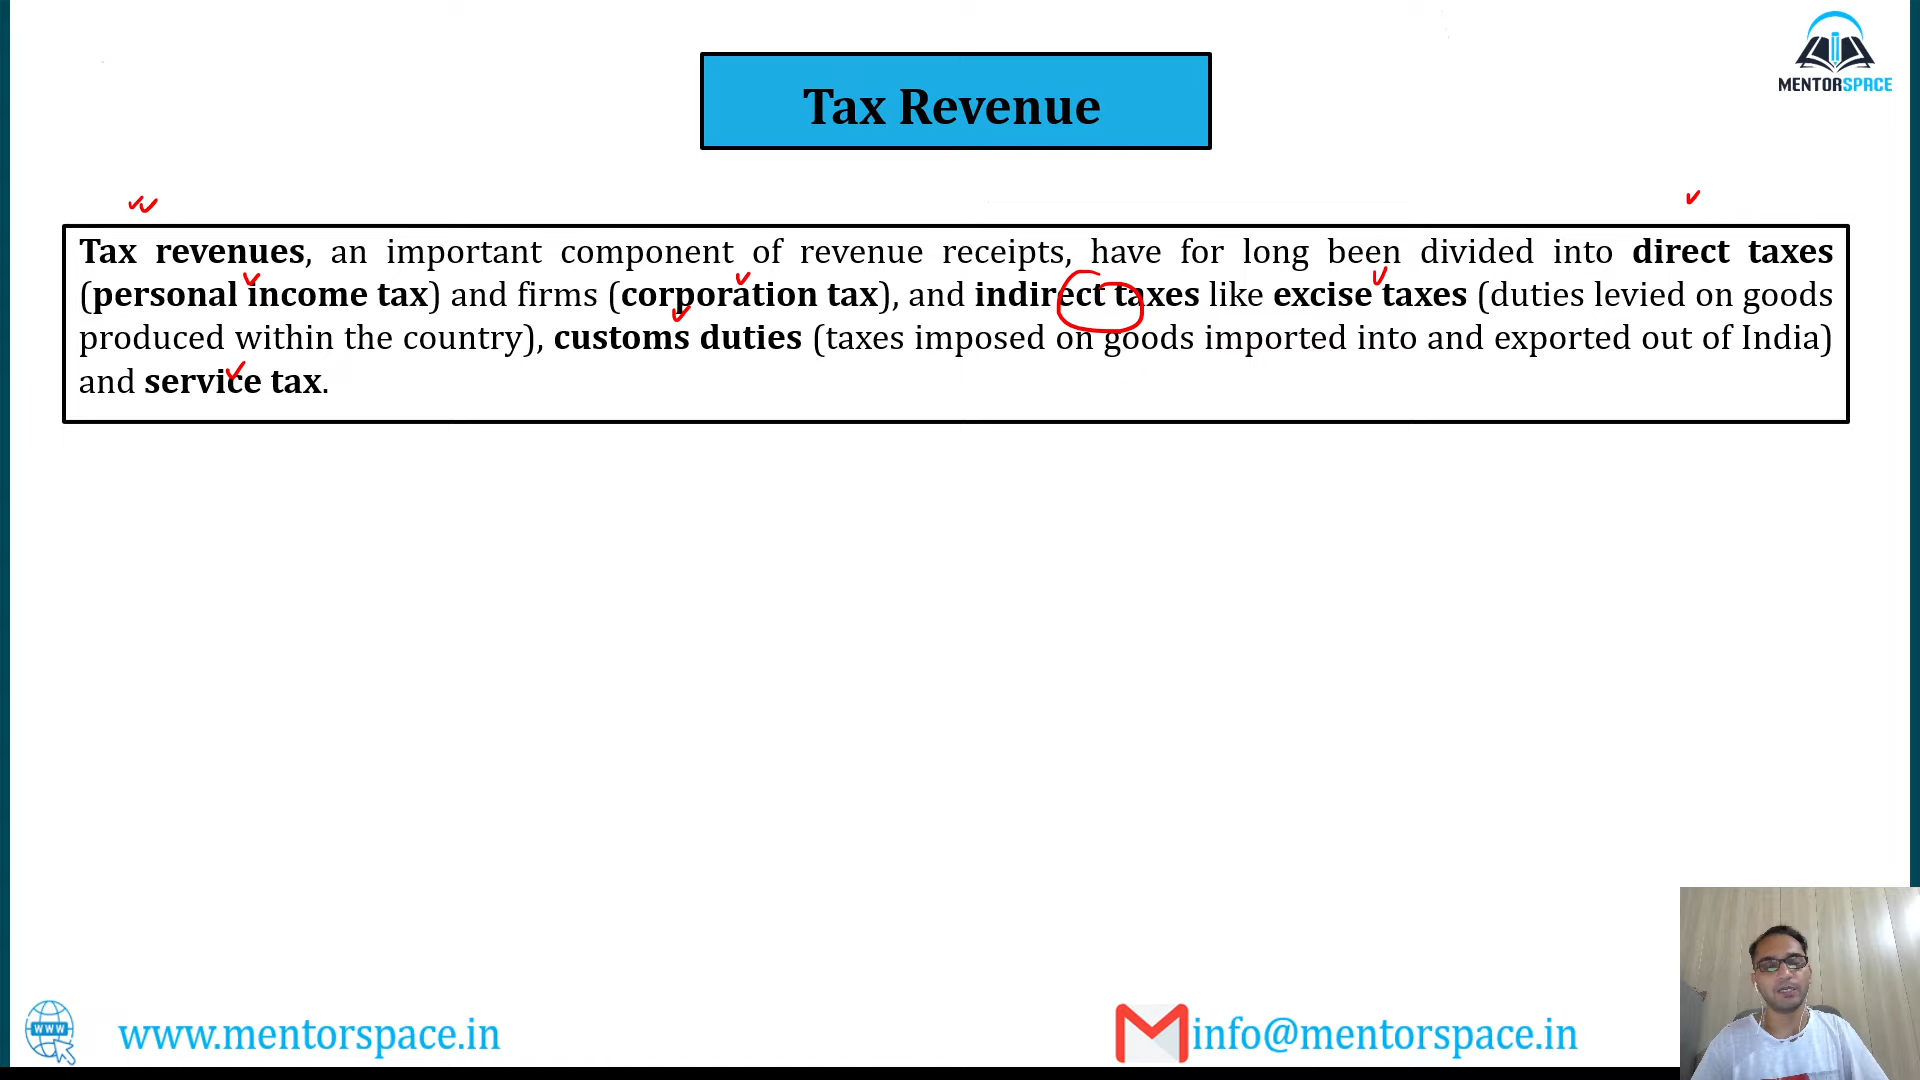 MENTORSPACE
Tax Revenue
Tax revenues, an important component of revenue receipts, have for long been divided into direct taxes
(personal income tax) and firms (corporation tax), and indirect taxes like excise taxes (duties levied on goods
produced within the country), customs duties (taxes imposed on goods imported into and exported out of India)
and service tax.
WWW
www.mentorspace.in
info@mentorspace.in